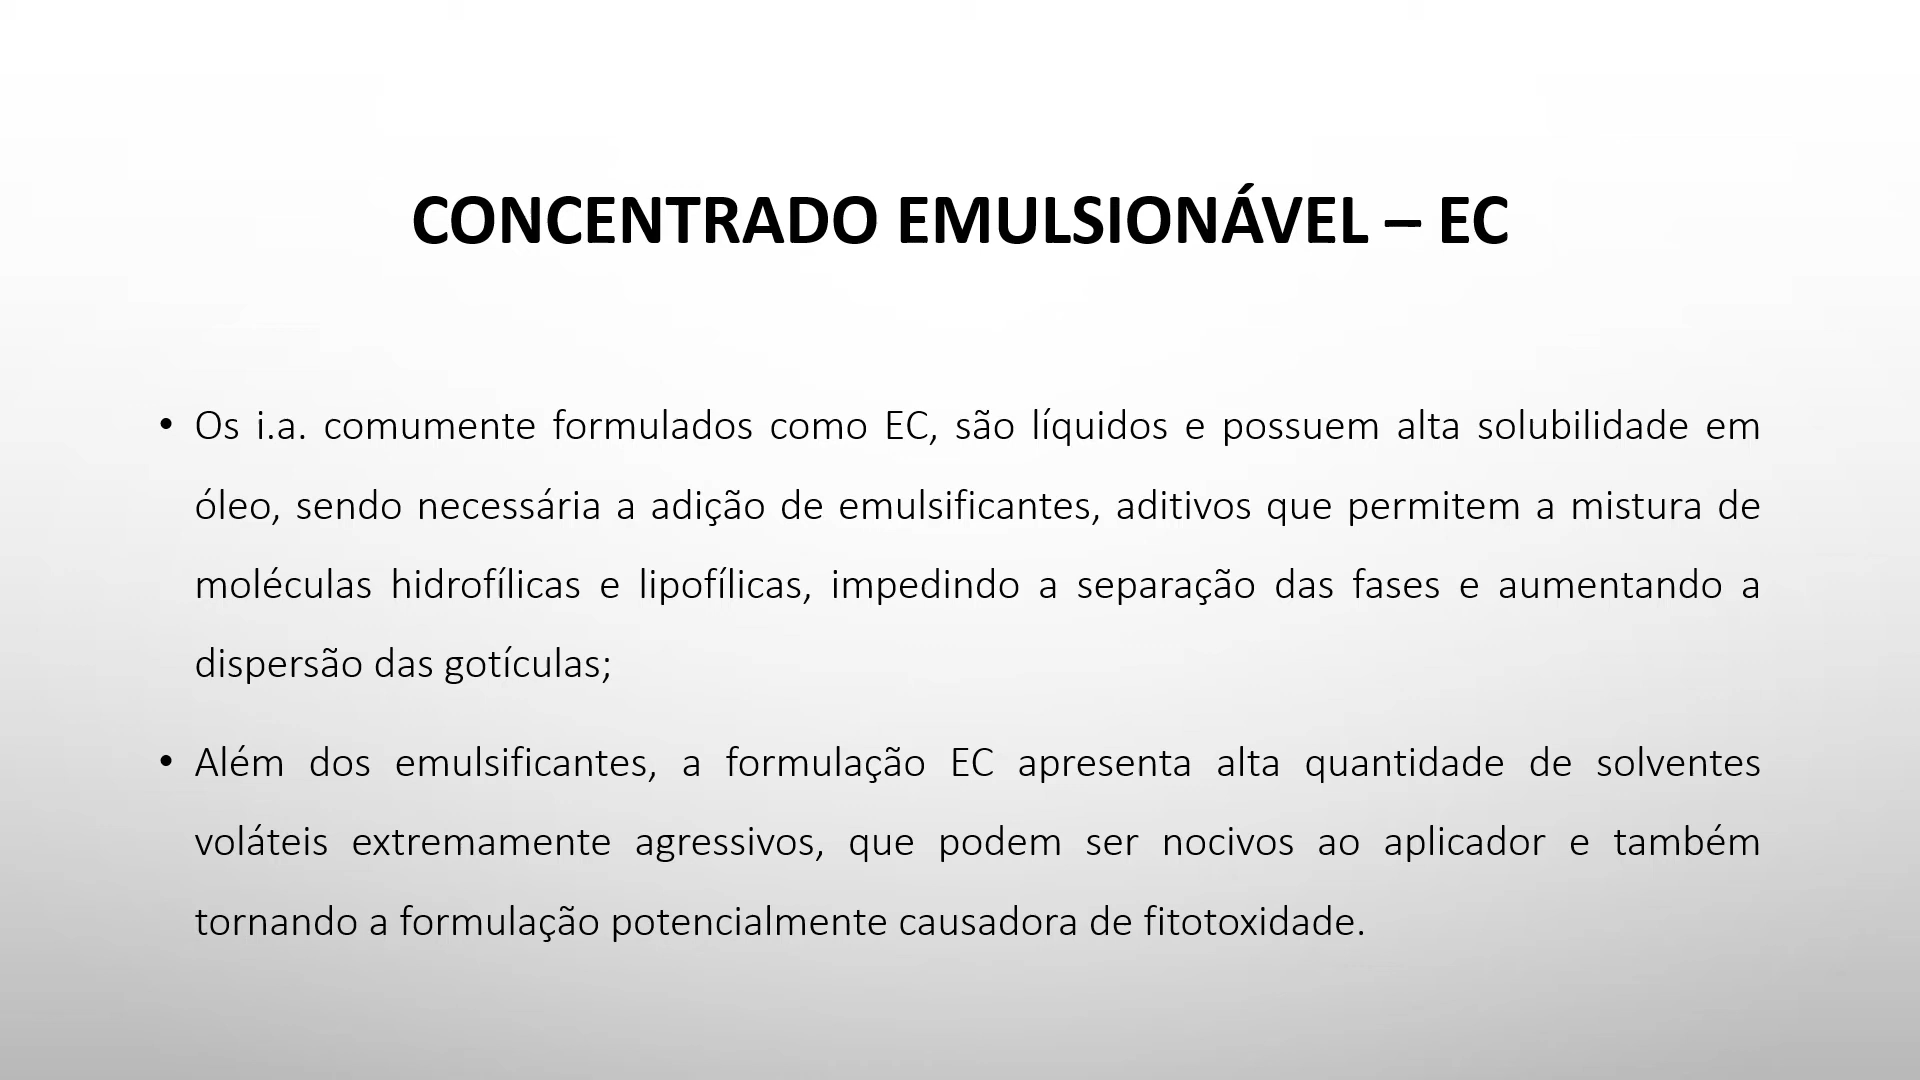 CONCENTRADO EMULSIONÁVEL – EC
• Os i.a. comumente formulados como EC, são líquidos e possuem alta solubilidade em
óleo, sendo necessária a adição de emulsificantes, aditivos que permitem a mistura de
moléculas hidrofílicas e lipofílicas, impedindo a separação das fases e aumentando a
dispersão das gotículas;
• Além dos emulsificantes, a formulação EC apresenta alta quantidade de solventes
voláteis extremamente agressivos, que podem ser nocivos ao aplicador e também
tornando a formulação potencialmente causadora de fitotoxidade.